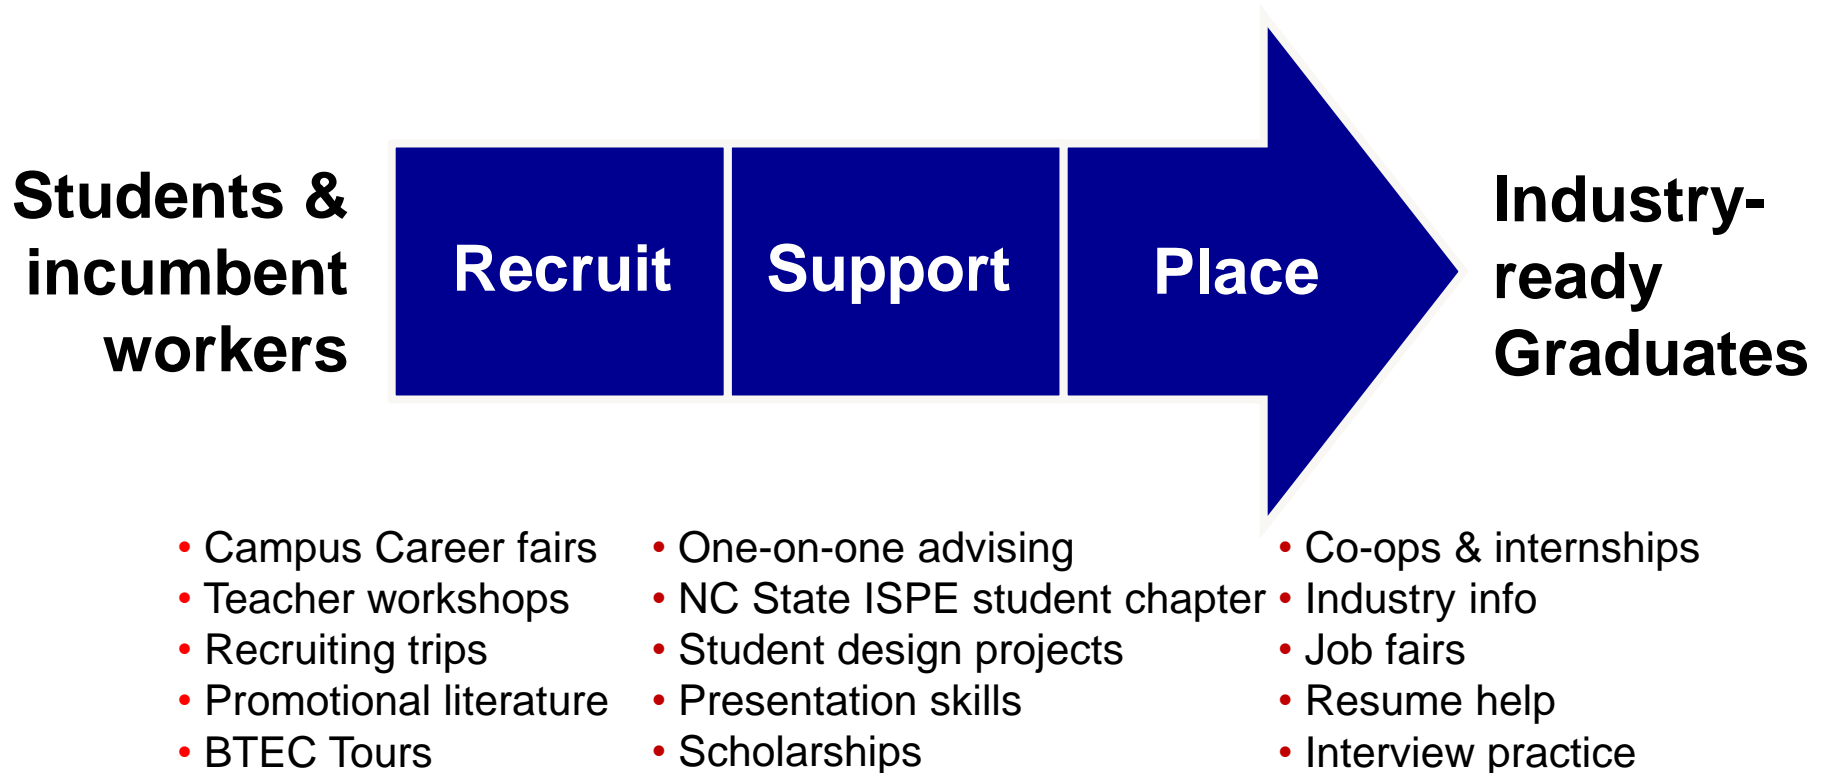 Students &
incumbent
workers
Recruit
Support
Place
Industry-
ready
Graduates
• Campus Career fairs
• Teacher workshops
• Recruiting trips
• Promotional literature
• BTEC Tours
• One-on-one advising
• NC State ISPE student chapter
• Student design projects
• Presentation skills
• Scholarships
• Co-ops & internships
• Industry info
• Job fairs
• Resume help
• Interview practice